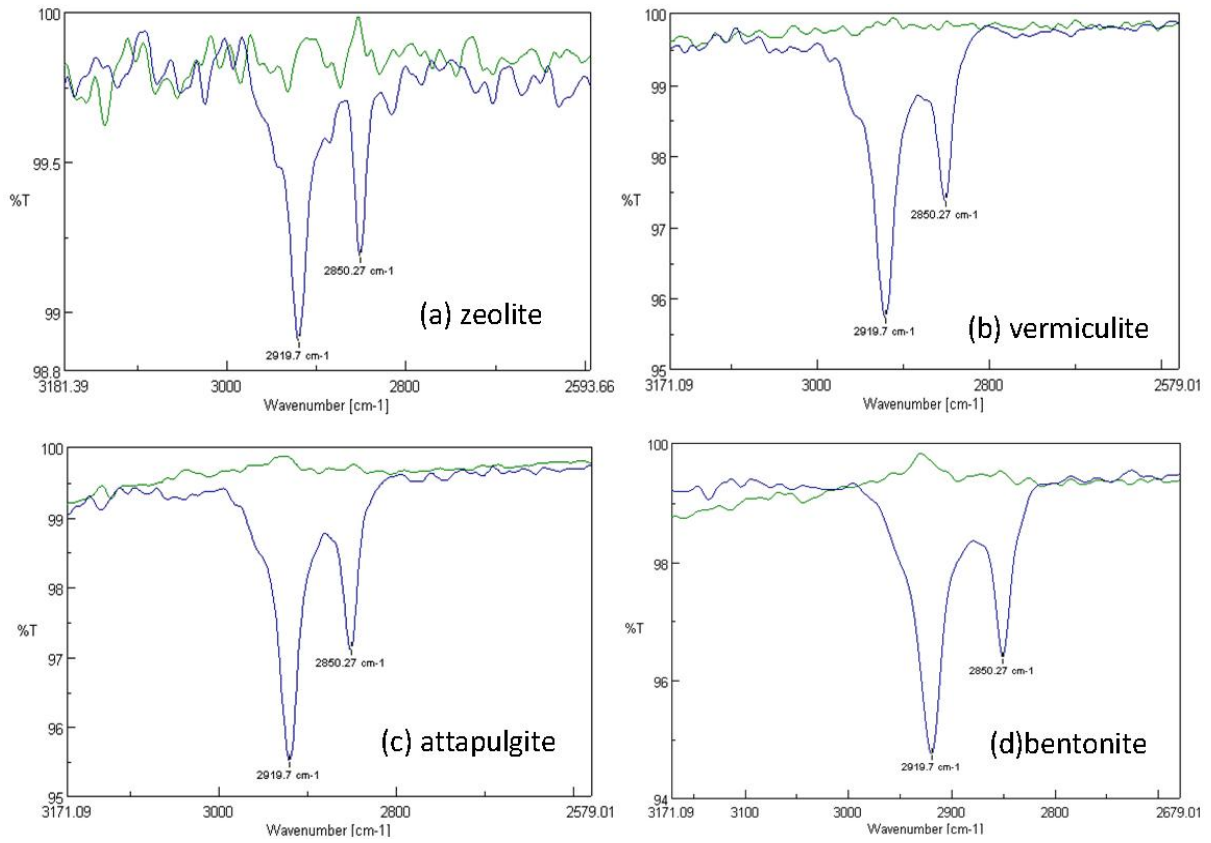 100
99.5
%T
99
98.8
3181.39
3000
2800
2593.66
Wavenumber [cm-1]
2850.27 cm-1
2919.7 cm-1
(a) zeolite
100
99
98
%T
97
96
95
3171.09
3000
2800
2579.01
Wavenumber [cm-1]
2850.27 cm-1
2919.7 cm-1
(b) vermiculite
100
99
98
%T
97
96
95
3171.09
3000
2800
2579.01
Wavenumber [cm-1]
2850.27 cm-1
2919.7 cm-1
(c) attapulgite
100
98
%T
96
94
3171.09
3100
3000
2900
2800
2679.01
Wavenumber [cm-1]
2850.27 cm-1
2919.7 cm-1
(d)bentonite